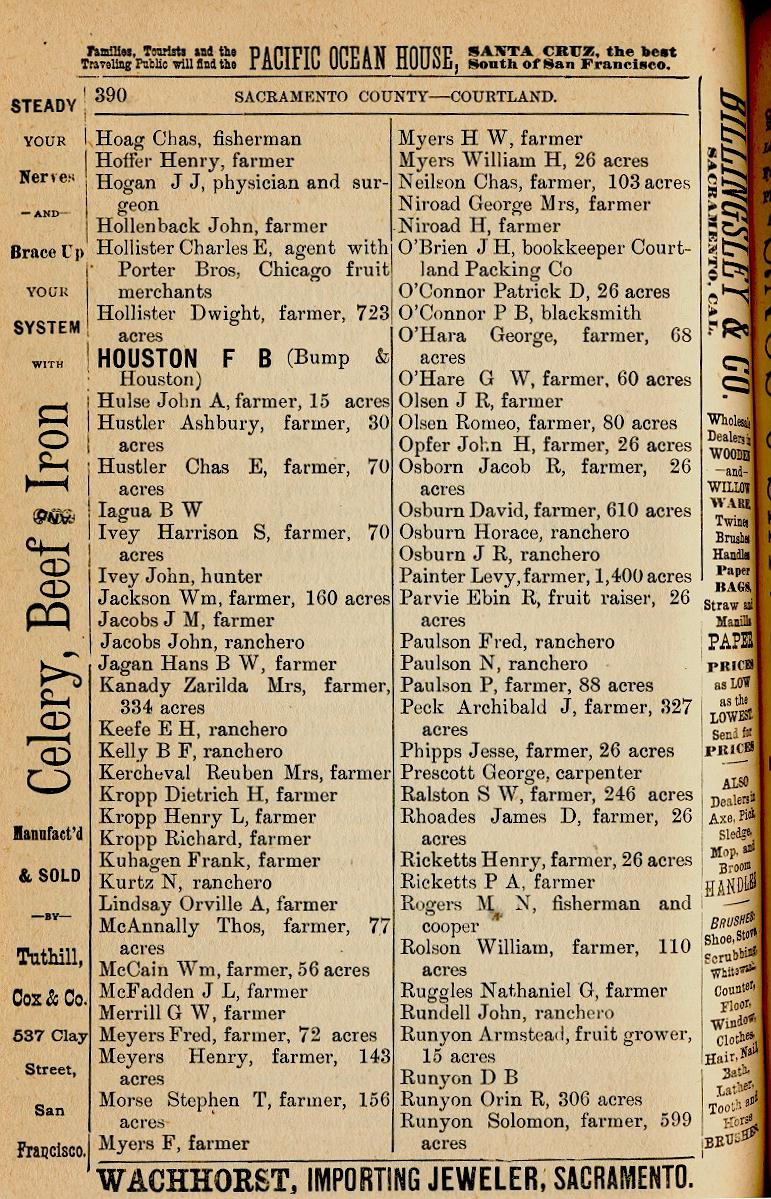 Families, Tourists and the
Traveling Public will find the
PACIFIC OCEAN HOUSE,
SANTA CRUZ, the best
South of San Francisco.
390
SACRAMENTO COUNTY—COURTLAND.
STEADY
YOUR
Nerves
—AND—
Brace Up
YOUR
SYSTEM
WITH
Celery, Beef and Iron
Manufact'd
& SOLD
—BY—
Tuthill,
Cox & Co.
537 Clay
Street,
San
Francisco.
Hoag Chas, fisherman
Hoffer Henry, farmer
Hogan J J, physician and sur-
geon
Hollenback John, farmer
Hollister Charles E, agent with
Porter Bros, Chicago fruit
merchants
Hollister Dwight, farmer, 723
acres
HOUSTON F B (Bump &
Houston)
Hulse John A, farmer, 15 acres
Hustler Ashbury, farmer, 30
acres
Hustler Chas E, farmer, 70
acres
Iagua B W
Ivey Harrison S, farmer, 70
acres
Ivey John, hunter
Jackson Wm, farmer, 160 acres
Jacobs J M, farmer
Jacobs John, ranchero
Jagan Hans B W, farmer
Kanady Zarilda Mrs, farmer,
334 acres
Keefe E H, ranchero
Kelly B F, ranchero
Kercheval Reuben Mrs, farmer
Kropp Dietrich H, farmer
Kropp Henry L, farmer
Kropp Richard, farmer
Kuhagen Frank, farmer
Kurtz N, ranchero
Lindsay Orville A, farmer
McAnnally Thos, farmer, 77
acres
McCain Wm, farmer, 56 acres
McFadden J L, farmer
Merrill G W, farmer
Meyers Fred, farmer, 72 acres
Meyers Henry, farmer, 143
acres
Morse Stephen T, farmer, 156
acres
Myers F, farmer
Myers H W, farmer
Myers William H, 26 acres
Neilson Chas, farmer, 103 acres
Niroad George Mrs, farmer
Niroad H, farmer
O'Brien J H, bookkeeper Court-
land Packing Co
O'Connor Patrick D, 26 acres
O'Connor P B, blacksmith
O'Hara George, farmer, 68
acres
O'Hare G W, farmer, 60 acres
Olsen J R, farmer
Olsen Romeo, farmer, 80 acres
Opfer John H, farmer, 26 acres
Osborn Jacob R, farmer, 26
acres
Osburn David, farmer, 610 acres
Osburn Horace, ranchero
Osburn J R, ranchero
Painter Levy, farmer, 1,400 acres
Parvie Ebin R, fruit raiser, 26
acres
Paulson Fred, ranchero
Paulson N, ranchero
Paulson P, farmer, 88 acres
Peck Archibald J, farmer, 327
acres
Phipps Jesse, farmer, 26 acres
Prescott George, carpenter
Ralston S W, farmer, 246 acres
Rhoades James D, farmer, 26
acres
Ricketts Henry, farmer, 26 acres
Ricketts P A, farmer
Rogers M N, fisherman and
cooper
Rolson William, farmer, 110
acres
Ruggles Nathaniel G, farmer
Rundell John, ranchero
Runyon Armstead, fruit grower,
15 acres
Runyon D B
Runyon Orin R, 306 acres
Runyon Solomon, farmer, 599
acres
BILLINGSLEY & CO.
SACRAMENTO, CAL.
Wholesale
Dealers in
WOODEN
—and—
WILLOW
WARE
Twines
Brushes
Handles
Paper
BAGS,
Straw and
Manilla
PAPER
PRICES
as LOW
as the
LOWEST.
Send for
PRICES
ALSO
Dealers in
Axe, Pick
Sledge,
Mop, and
Broom
HANDLES
BRUSHES
Shoe, Stove
Scrubbing,
Whitewash
Counter,
Floor,
Window,
Clothes,
Hair, Nail
Bath,
Lather,
Tooth and
Horse
BRUSHES
WACHHORST, IMPORTING JEWELER, SACRAMENTO.